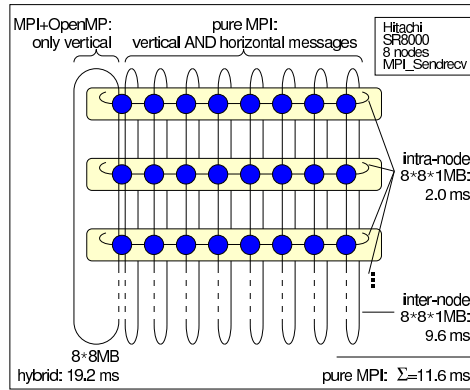 MPI+OpenMP:
only vertical
pure MPI:
vertical AND horizontal messages
Hitachi
SR8000
8 nodes
MPI_Sendrecv
intra-node
8*8*1MB:
2.0 ms
inter-node
8*8*1MB:
9.6 ms
8*8MB
hybrid: 19.2 ms
pure MPI: Σ=11.6 ms